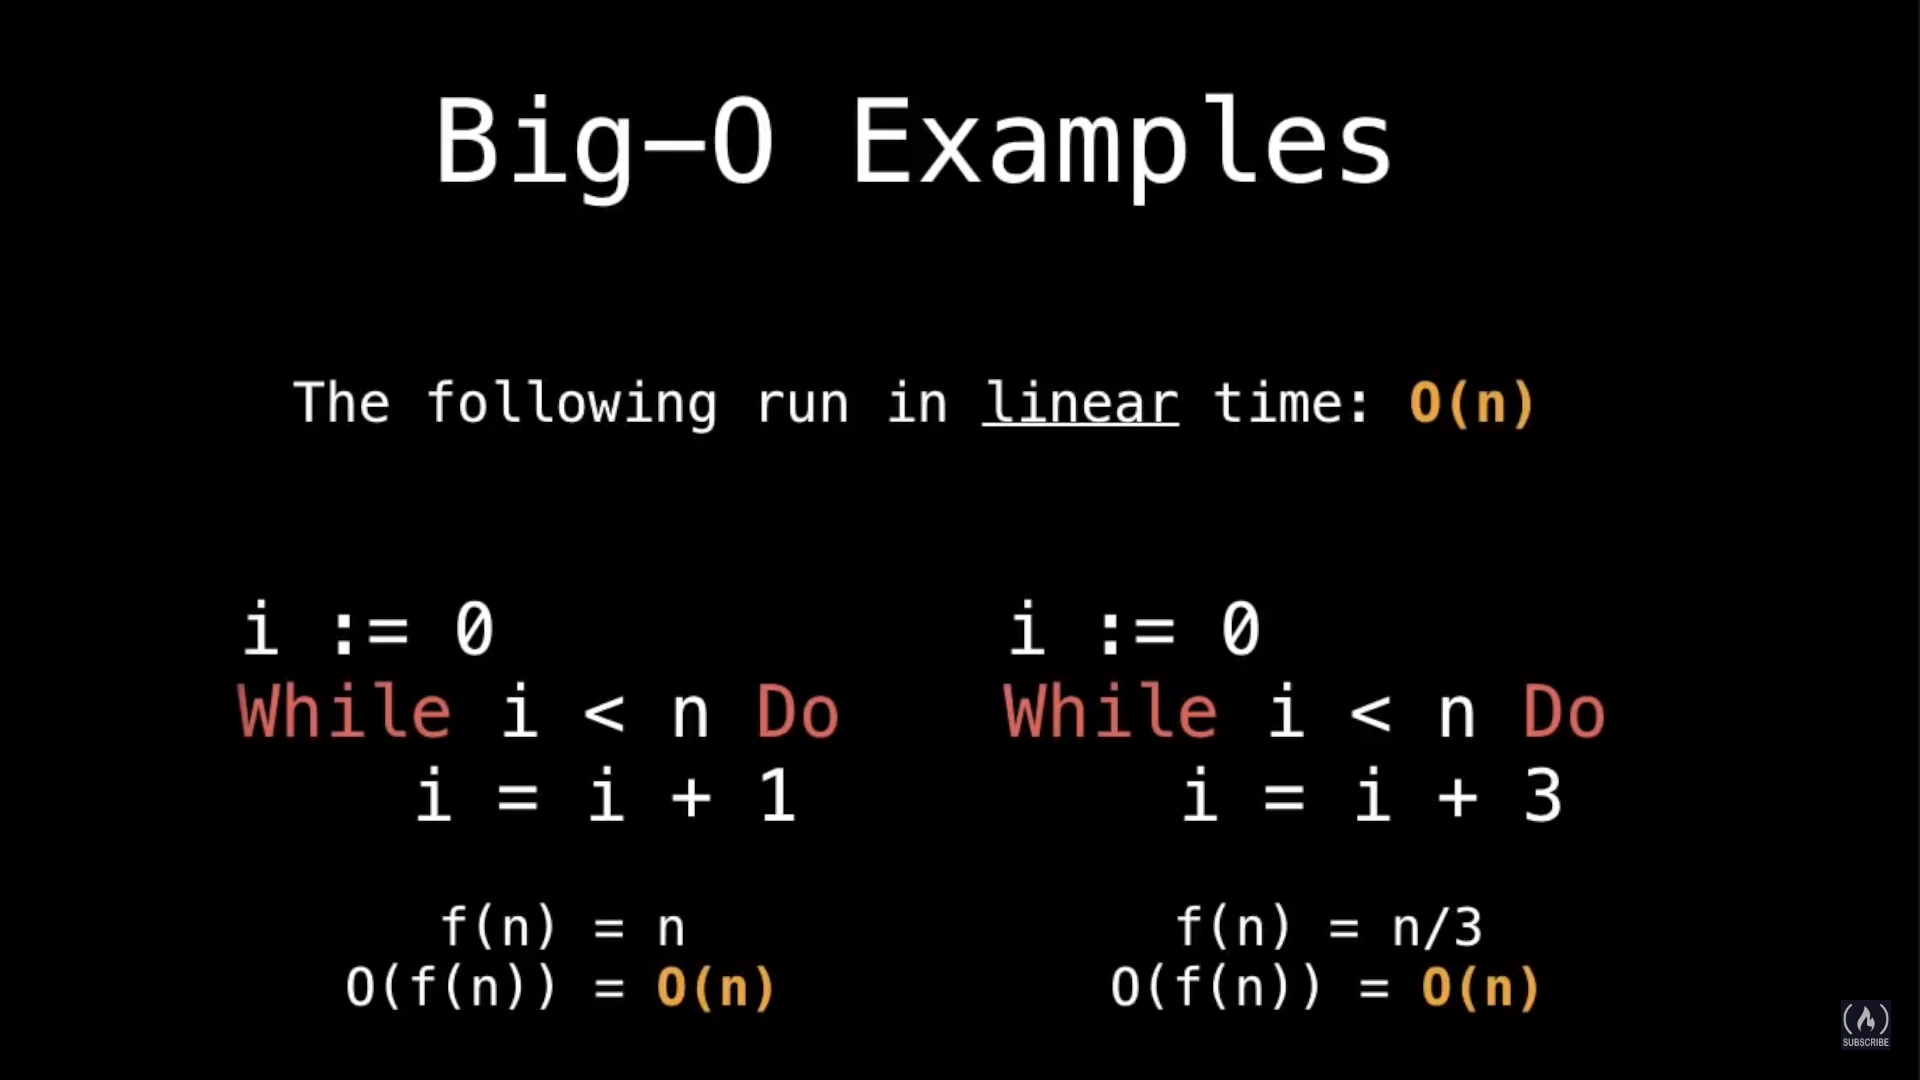 Big-O Examples
The following run in linear time: O(n)
i := 0
While i < n Do
i = i + 1
f(n) = n
O(f(n)) = O(n)
i := 0
While i < n Do
i = i + 3
f(n) = n/3
O(f(n)) = O(n)
SUBSCRIBE